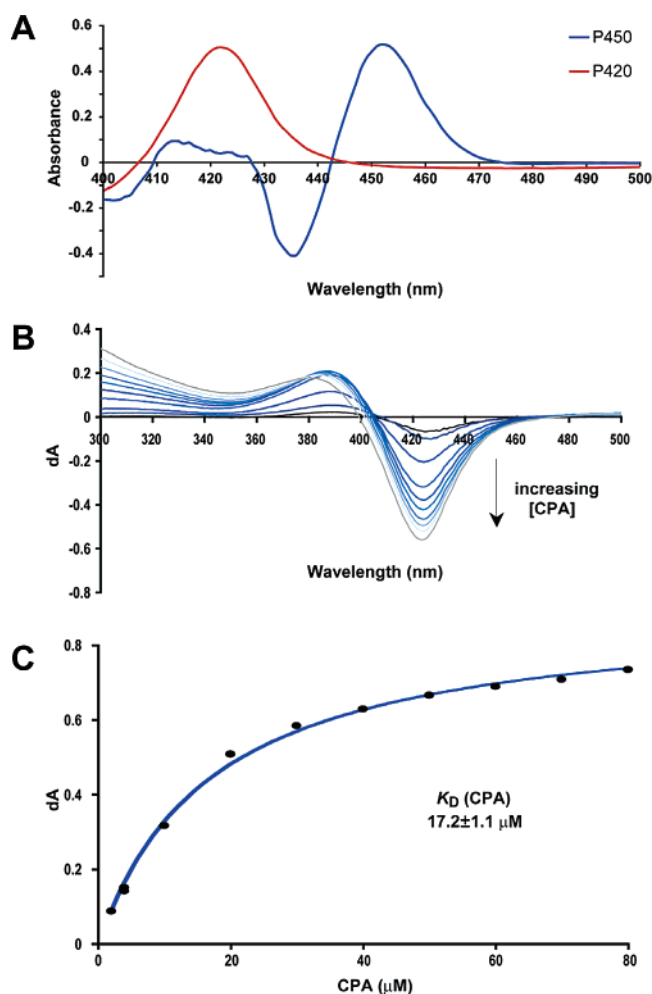 A
0.6
P450
P420
0.4
Absorbance
0.2
0
400 410 420 430 440 450 460 470 480 490 500
-0.2
-0.4
Wavelength (nm)
B
0.4
0.2
0
300 320 340 360 380 400 420 440 460 480 500
dA
-0.2
-0.4
increasing
[CPA]
-0.6
Wavelength (nm)
-0.8
C
0.8
0.6
dA
0.4
KD (CPA)
17.2±1.1 μM
0.2
0
0 20 40 60 80
CPA (μM)